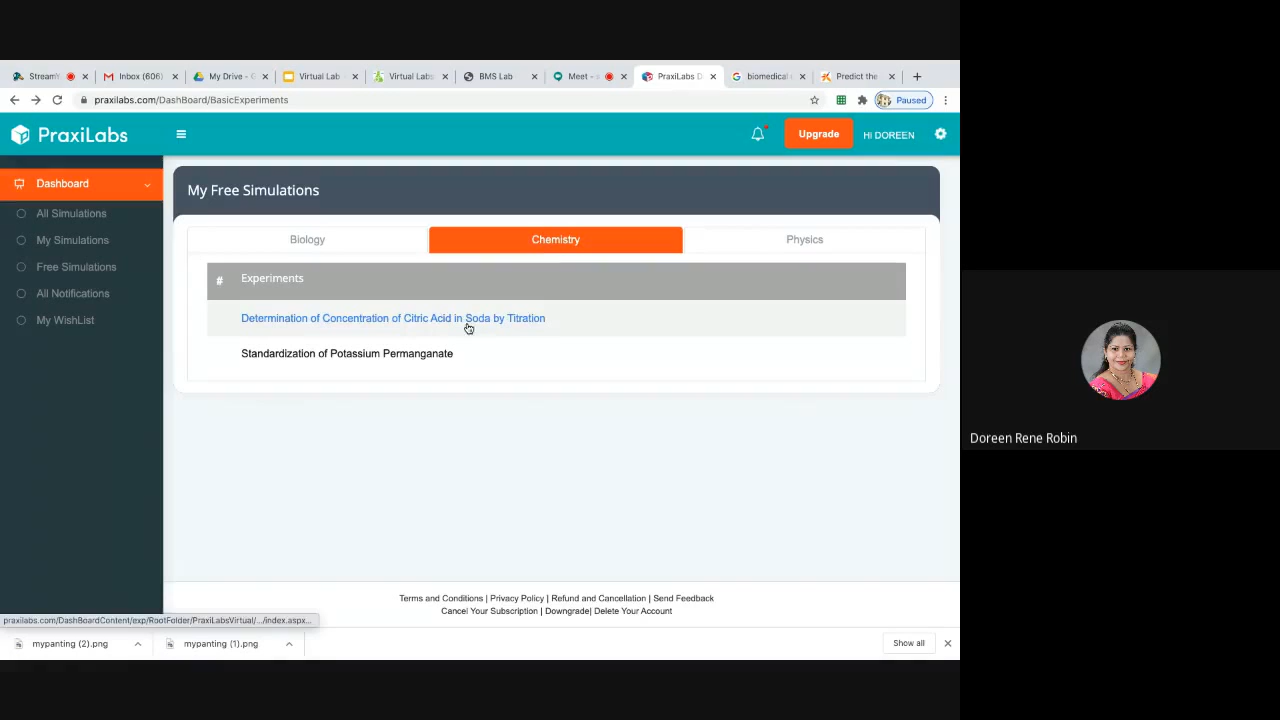 StreamY
Inbox (606)
My Drive - G
Virtual Lab
Virtual Labs
BMS Lab
Meet -
PraxiLabs D
biomedical
Predict the
praxilabs.com/DashBoard/BasicExperiments
Paused
PraxiLabs
Upgrade
Hi DOREEN
Dashboard
All Simulations
My Simulations
Free Simulations
All Notifications
My WishList
My Free Simulations
Biology
Chemistry
Physics
# Experiments
Determination of Concentration of Citric Acid in Soda by Titration
Standardization of Potassium Permanganate
Doreen Rene Robin
Terms and Conditions | Privacy Policy | Refund and Cancellation | Send Feedback
Cancel Your Subscription | Downgrade| Delete Your Account
praxilabs.com/DashBoardContent/exp/RootFolder/PraxiLabsVirtual/.../index.aspx...
mypanting (2).png
mypanting (1).png
Show all